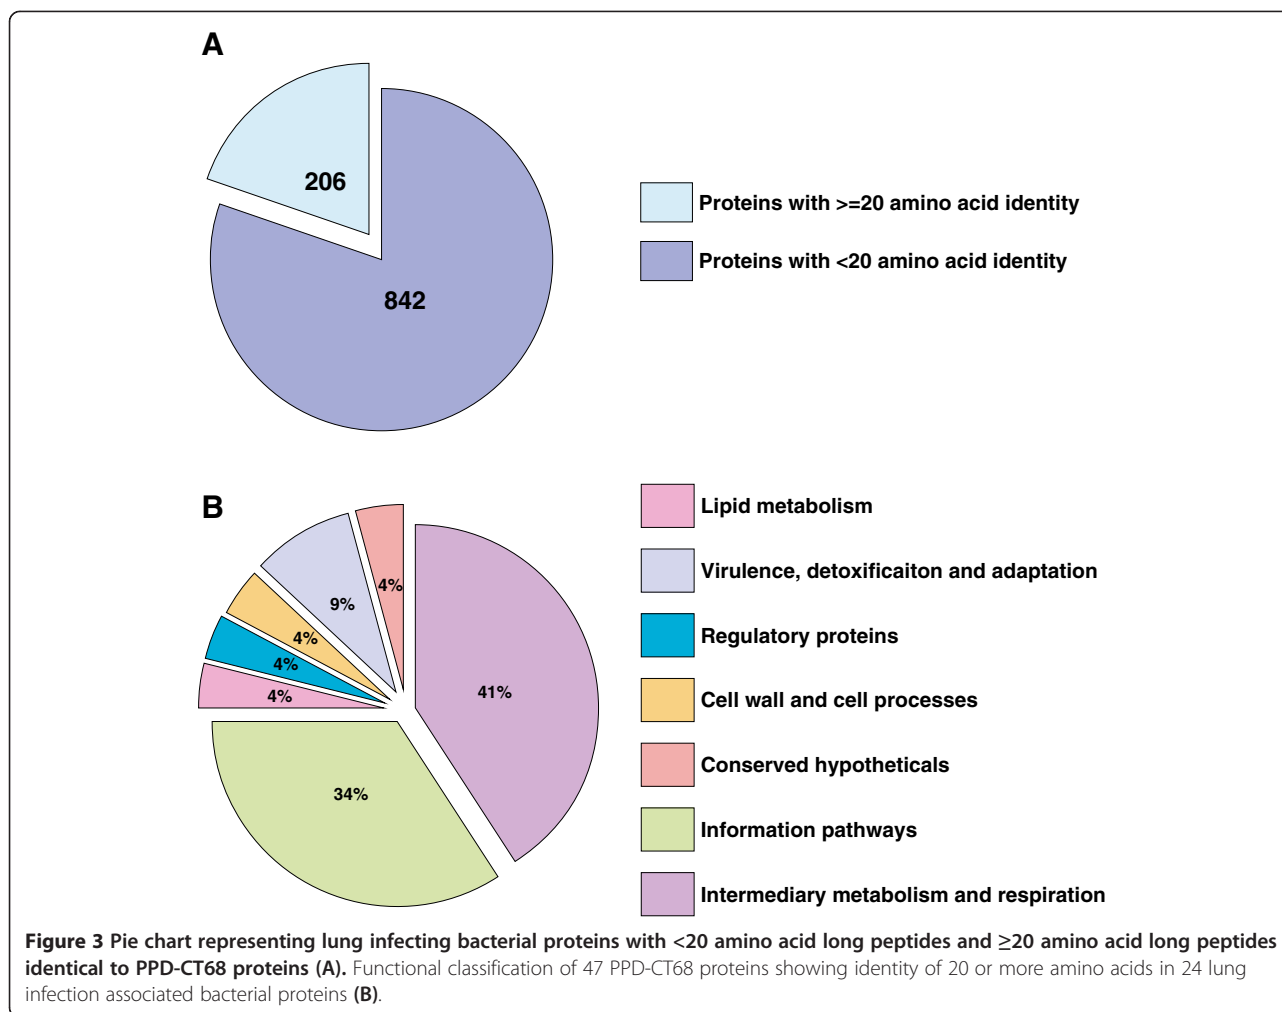 A
206
842
Proteins with >=20 amino acid identity
Proteins with <20 amino acid identity
B
4%
9%
4%
4%
4%
41%
34%
Lipid metabolism
Virulence, detoxificaiton and adaptation
Regulatory proteins
Cell wall and cell processes
Conserved hypotheticals
Information pathways
Intermediary metabolism and respiration
Figure 3 Pie chart representing lung infecting bacterial proteins with <20 amino acid long peptides and ≥20 amino acid long peptides
identical to PPD-CT68 proteins (A). Functional classification of 47 PPD-CT68 proteins showing identity of 20 or more amino acids in 24 lung
infection associated bacterial proteins (B).